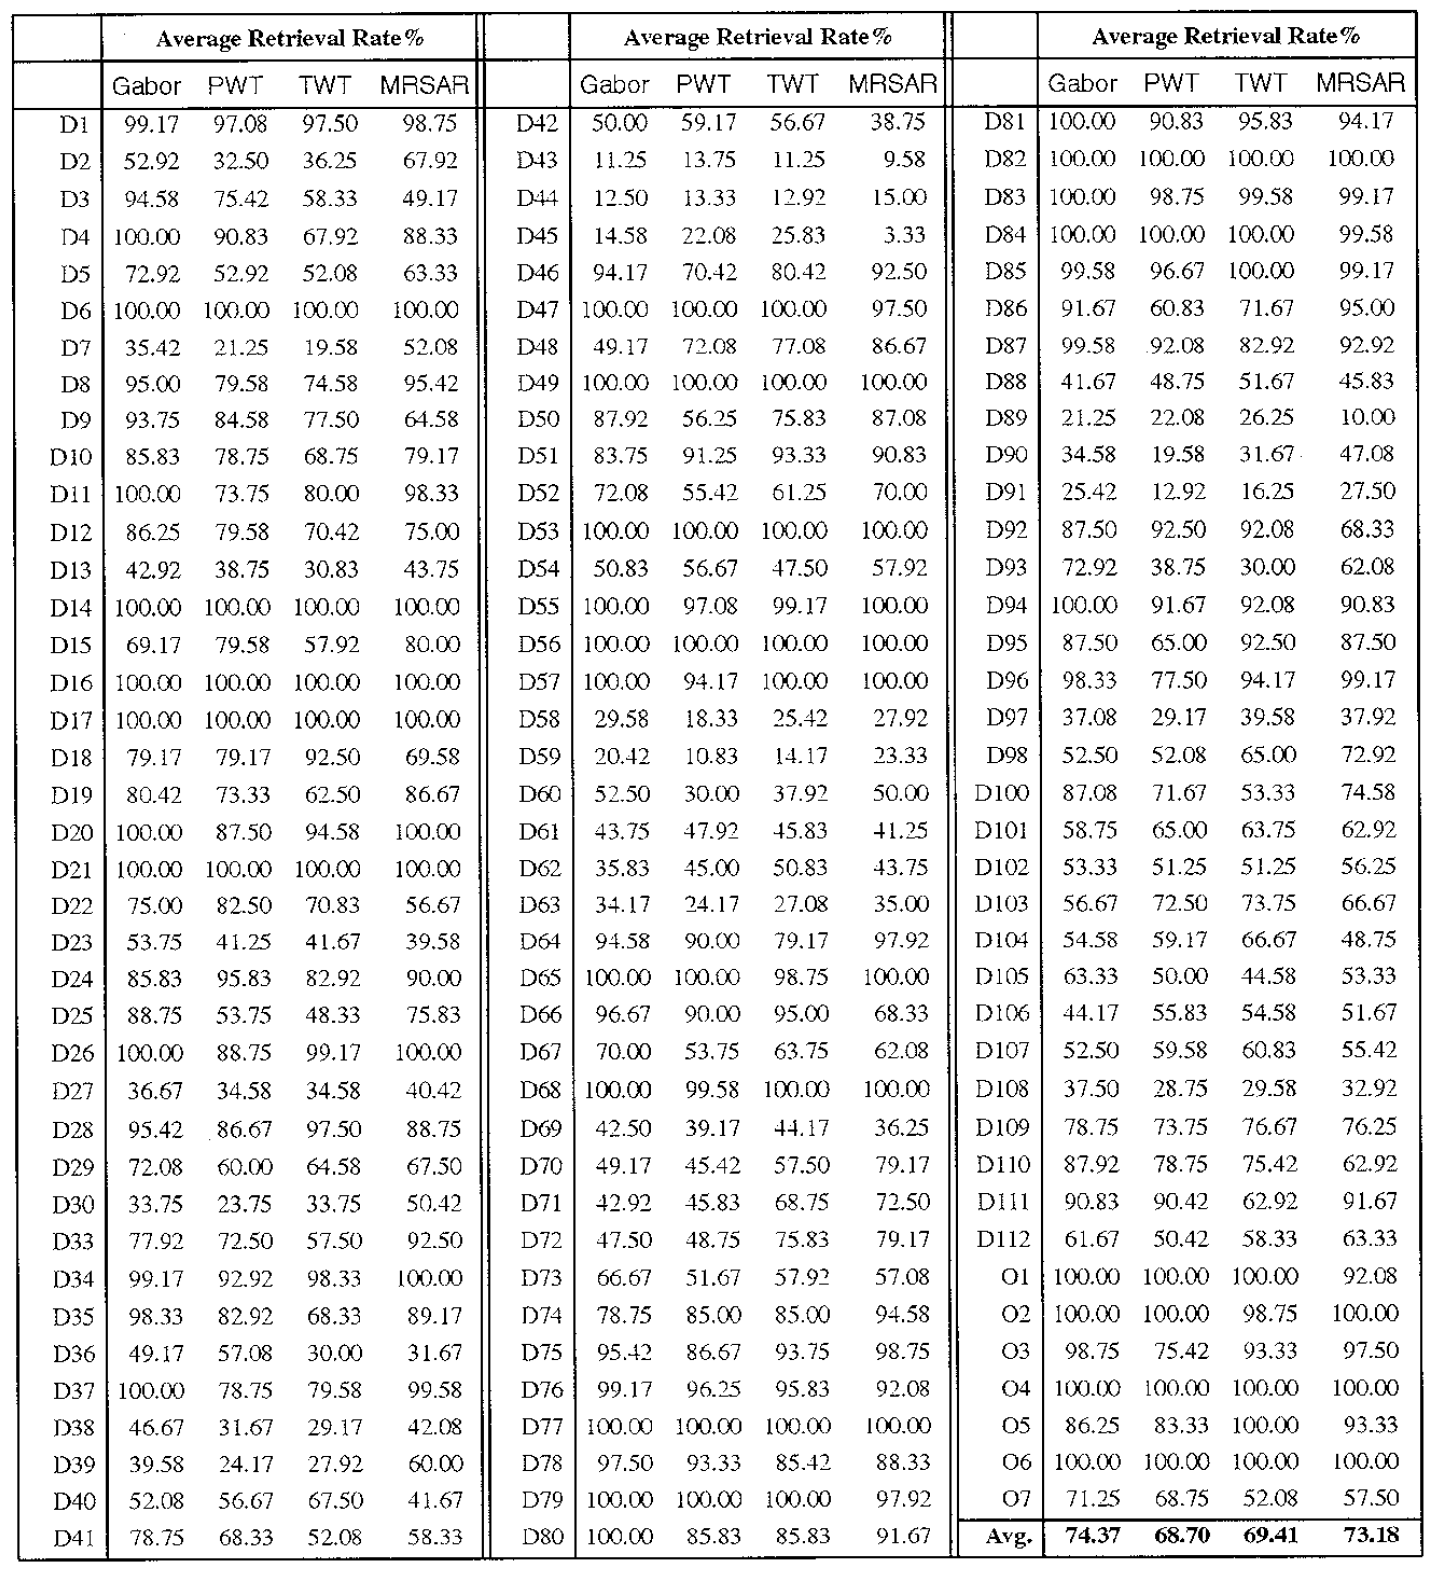 Average Retrieval Rate% Average Retrieval Rate% Average Retrieval Rate%
Gabor PWT TWT MRSAR Gabor PWT TWT MRSAR Gabor PWT TWT MRSAR
D1 99.17 97.08 97.50 98.75 D42 50.00 59.17 56.67 38.75 D81 100.00 90.83 95.83 94.17
D2 52.92 32.50 36.25 67.92 D43 11.25 13.75 11.25 9.58 D82 100.00 100.00 100.00 100.00
D3 94.58 75.42 58.33 49.17 D44 12.50 13.33 12.92 15.00 D83 100.00 98.75 99.58 99.17
D4 100.00 90.83 67.92 88.33 D45 14.58 22.08 25.83 3.33 D84 100.00 100.00 100.00 99.58
D5 72.92 52.92 52.08 63.33 D46 94.17 70.42 80.42 92.50 D85 99.58 96.67 100.00 99.17
D6 100.00 100.00 100.00 100.00 D47 100.00 100.00 100.00 97.50 D86 91.67 60.83 71.67 95.00
D7 35.42 21.25 19.58 52.08 D48 49.17 72.08 77.08 86.67 D87 99.58 92.08 82.92 92.92
D8 95.00 79.58 74.58 95.42 D49 100.00 100.00 100.00 100.00 D88 41.67 48.75 51.67 45.83
D9 93.75 84.58 77.50 64.58 D50 87.92 56.25 75.83 87.08 D89 21.25 22.08 26.25 10.00
D10 85.83 78.75 68.75 79.17 D51 83.75 91.25 93.33 90.83 D90 34.58 19.58 31.67 47.08
D11 100.00 73.75 80.00 98.33 D52 72.08 55.42 61.25 70.00 D91 25.42 12.92 16.25 27.50
D12 86.25 79.58 70.42 75.00 D53 100.00 100.00 100.00 100.00 D92 87.50 92.50 92.08 68.33
D13 42.92 38.75 30.83 43.75 D54 50.83 56.67 47.50 57.92 D93 72.92 38.75 30.00 62.08
D14 100.00 100.00 100.00 100.00 D55 100.00 97.08 99.17 100.00 D94 100.00 91.67 92.08 90.83
D15 69.17 79.58 57.92 80.00 D56 100.00 100.00 100.00 100.00 D95 87.50 65.00 92.50 87.50
D16 100.00 100.00 100.00 100.00 D57 100.00 94.17 100.00 100.00 D96 98.33 77.50 94.17 99.17
D17 100.00 100.00 100.00 100.00 D58 29.58 18.33 25.42 27.92 D97 37.08 29.17 39.58 37.92
D18 79.17 79.17 92.50 69.58 D59 20.42 10.83 14.17 23.33 D98 52.50 52.08 65.00 72.92
D19 80.42 73.33 62.50 86.67 D60 52.50 30.00 37.92 50.00 D100 87.08 71.67 53.33 74.58
D20 100.00 87.50 94.58 100.00 D61 43.75 47.92 45.83 41.25 D101 58.75 65.00 63.75 62.92
D21 100.00 100.00 100.00 100.00 D62 35.83 45.00 50.83 43.75 D102 53.33 51.25 51.25 56.25
D22 75.00 82.50 70.83 56.67 D63 34.17 24.17 27.08 35.00 D103 56.67 72.50 73.75 66.67
D23 53.75 41.25 41.67 39.58 D64 94.58 90.00 79.17 97.92 D104 54.58 59.17 66.67 48.75
D24 85.83 95.83 82.92 90.00 D65 100.00 100.00 98.75 100.00 D105 63.33 50.00 44.58 53.33
D25 88.75 53.75 48.33 75.83 D66 96.67 90.00 95.00 68.33 D106 44.17 55.83 54.58 51.67
D26 100.00 88.75 99.17 100.00 D67 70.00 53.75 63.75 62.08 D107 52.50 59.58 60.83 55.42
D27 36.67 34.58 34.58 40.42 D68 100.00 99.58 100.00 100.00 D108 37.50 28.75 29.58 32.92
D28 95.42 86.67 97.50 88.75 D69 42.50 39.17 44.17 36.25 D109 78.75 73.75 76.67 76.25
D29 72.08 60.00 64.58 67.50 D70 49.17 45.42 57.50 79.17 D110 87.92 78.75 75.42 62.92
D30 33.75 23.75 33.75 50.42 D71 42.92 45.83 68.75 72.50 D111 90.83 90.42 62.92 91.67
D33 77.92 72.50 57.50 92.50 D72 47.50 48.75 75.83 79.17 D112 61.67 50.42 58.33 63.33
D34 99.17 92.92 98.33 100.00 D73 66.67 51.67 57.92 57.08 O1 100.00 100.00 100.00 92.08
D35 98.33 82.92 68.33 89.17 D74 78.75 85.00 85.00 94.58 O2 100.00 100.00 98.75 100.00
D36 49.17 57.08 30.00 31.67 D75 95.42 86.67 93.75 98.75 O3 98.75 75.42 93.33 97.50
D37 100.00 78.75 79.58 99.58 D76 99.17 96.25 95.83 92.08 O4 100.00 100.00 100.00 100.00
D38 46.67 31.67 29.17 42.08 D77 100.00 100.00 100.00 100.00 O5 86.25 83.33 100.00 93.33
D39 39.58 24.17 27.92 60.00 D78 97.50 93.33 85.42 88.33 O6 100.00 100.00 100.00 100.00
D40 52.08 56.67 67.50 41.67 D79 100.00 100.00 100.00 97.92 O7 71.25 68.75 52.08 57.50
D41 78.75 68.33 52.08 58.33 D80 100.00 85.83 85.83 91.67 Avg. 74.37 68.70 69.41 73.18